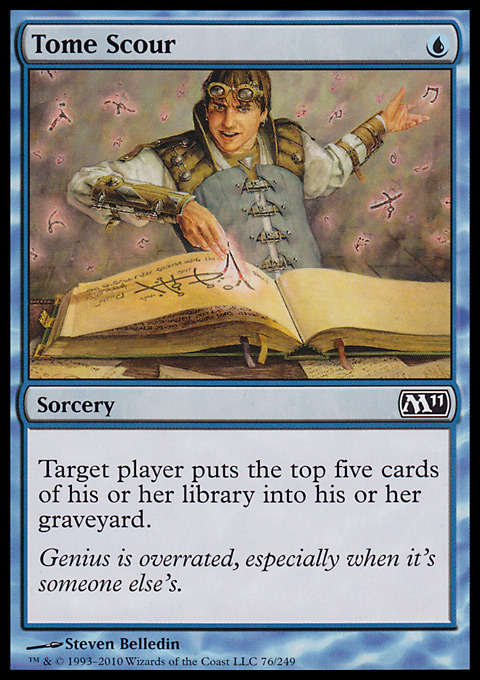 Tome Scour
Sorcery
M11
Target player puts the top five cards
of his or her library into his or her
graveyard.
Genius is overrated, especially when it's
someone else's.
Steven Belledin
™ & © 1993–2010 Wizards of the Coast LLC 76/249